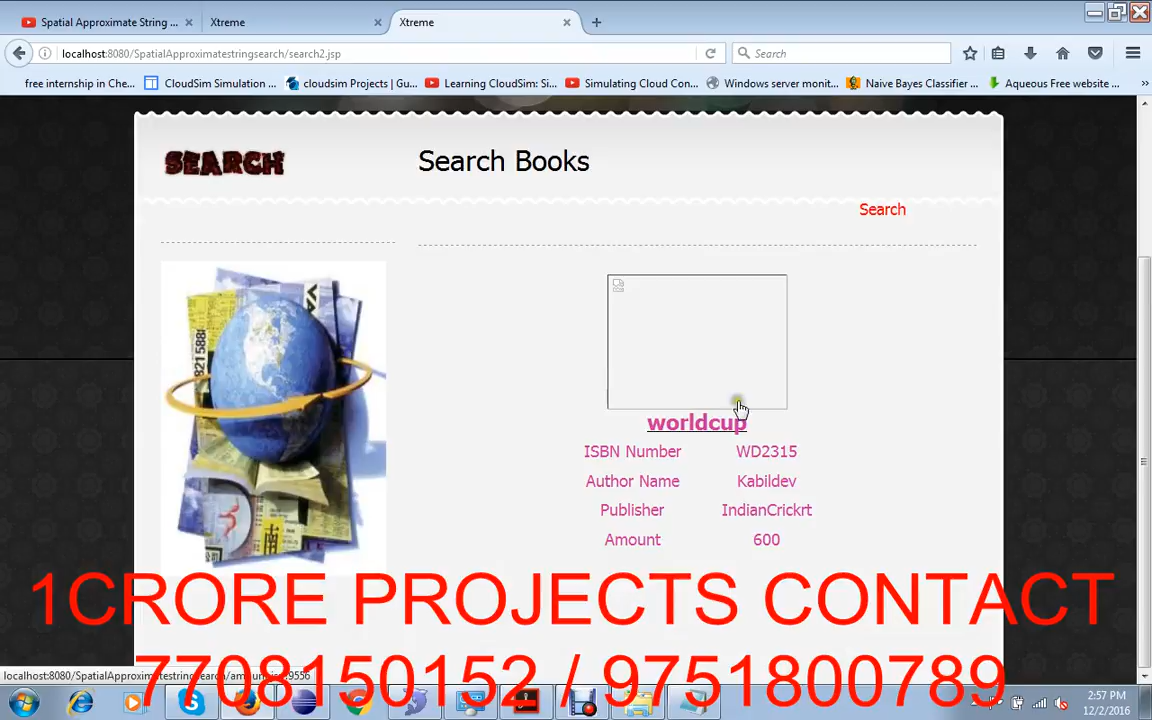 Spatial Approximate String ...
Xtreme
Xtreme
localhost:8080/SpatialApproximatestringsearch/search2.jsp
Search
free internship in Che...
CloudSim Simulation ...
cloudsim Projects | Gu...
Learning CloudSim: Si...
Simulating Cloud Con...
Windows server monit...
Naive Bayes Classifier ...
Aqueous Free website ...
SEARCH
Search Books
Search
worldcup
ISBN Number WD2315
Author Name Kabildev
Publisher IndianCrickrt
Amount 600
1CRORE PROJECTS CONTACT
7708150152 / 9751800789
2:57 PM
12/2/2016